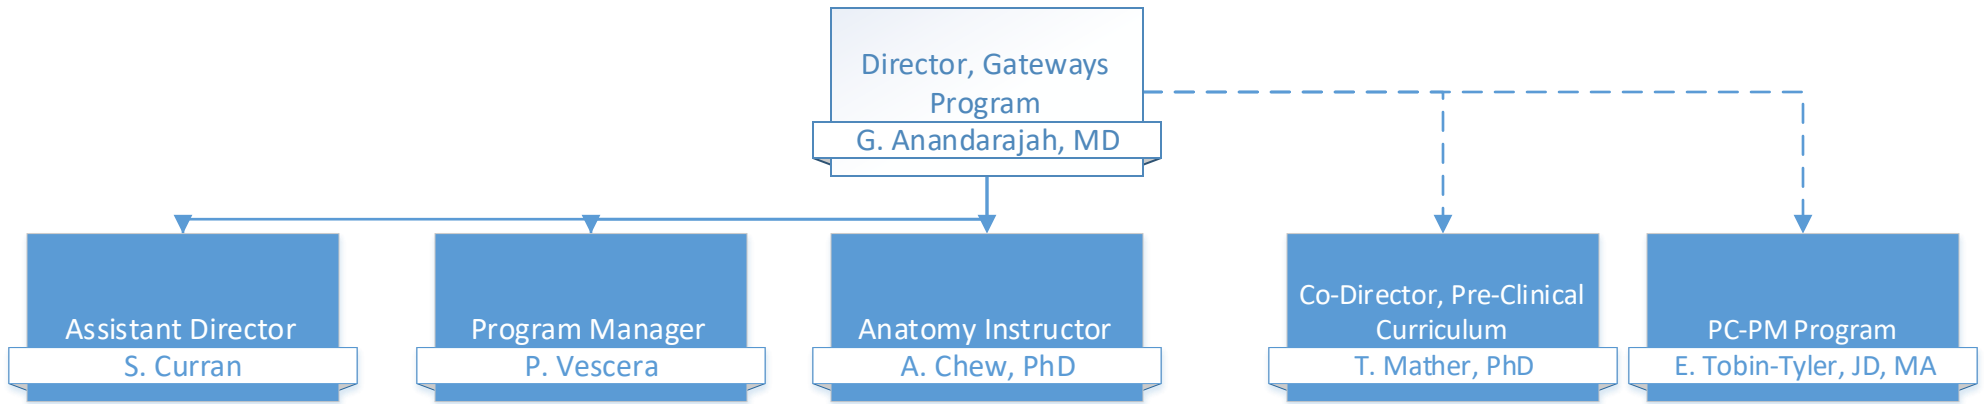 Director, Gateways
Program
G. Anandarajah, MD
Assistant Director
S. Curran
Program Manager
P. Vescera
Anatomy Instructor
A. Chew, PhD
Co-Director, Pre-Clinical
Curriculum
T. Mather, PhD
PC-PM Program
E. Tobin-Tyler, JD, MA